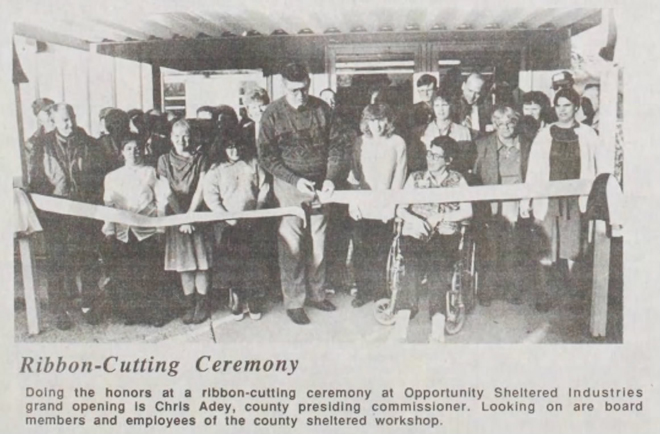 Ribbon-Cutting Ceremony
Doing the honors at a ribbon-cutting ceremony at Opportunity Sheltered Industries
grand opening is Chris Adey, county presiding commissioner. Looking on are board
members and employees of the county sheltered workshop.